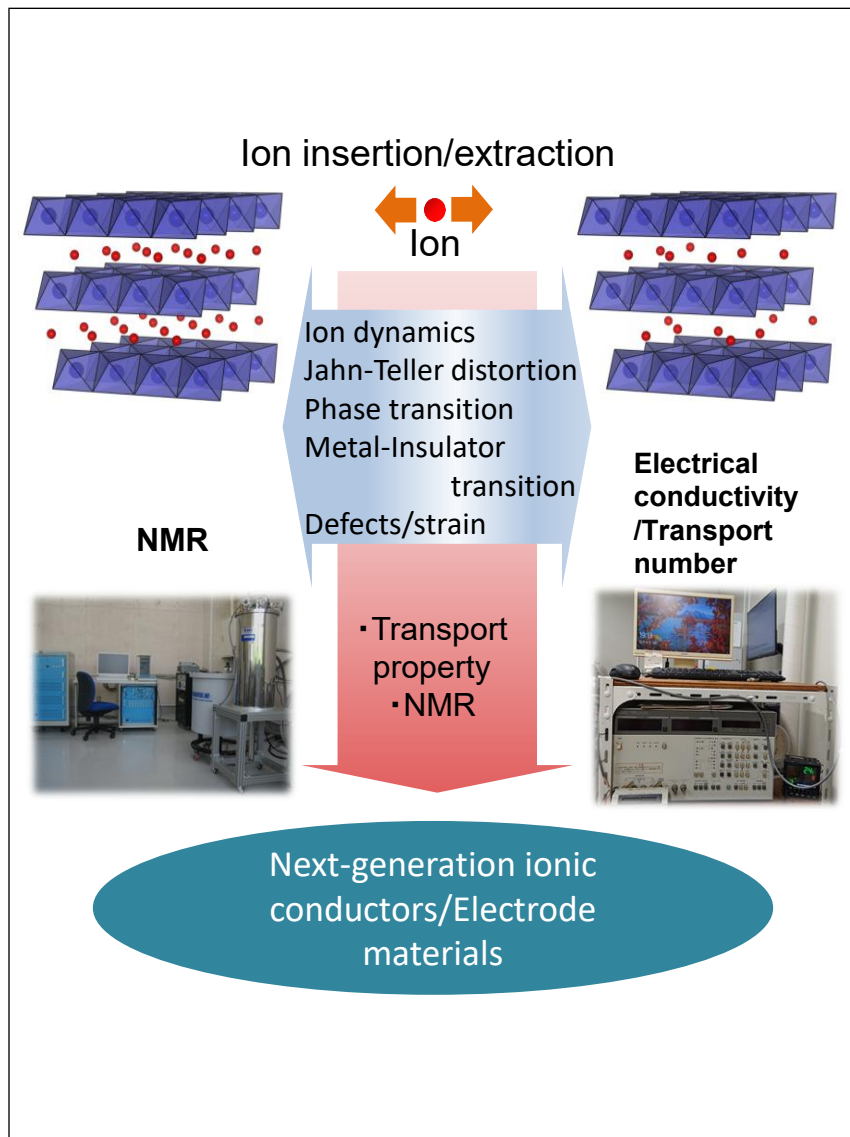 Ion insertion/extraction
Ion
Ion dynamics
Jahn-Teller distortion
Phase transition
Metal-Insulator
transition
Defects/strain
NMR
Electrical
conductivity
/Transport
number
・Transport
property
・NMR
Next-generation ionic
conductors/Electrode
materials